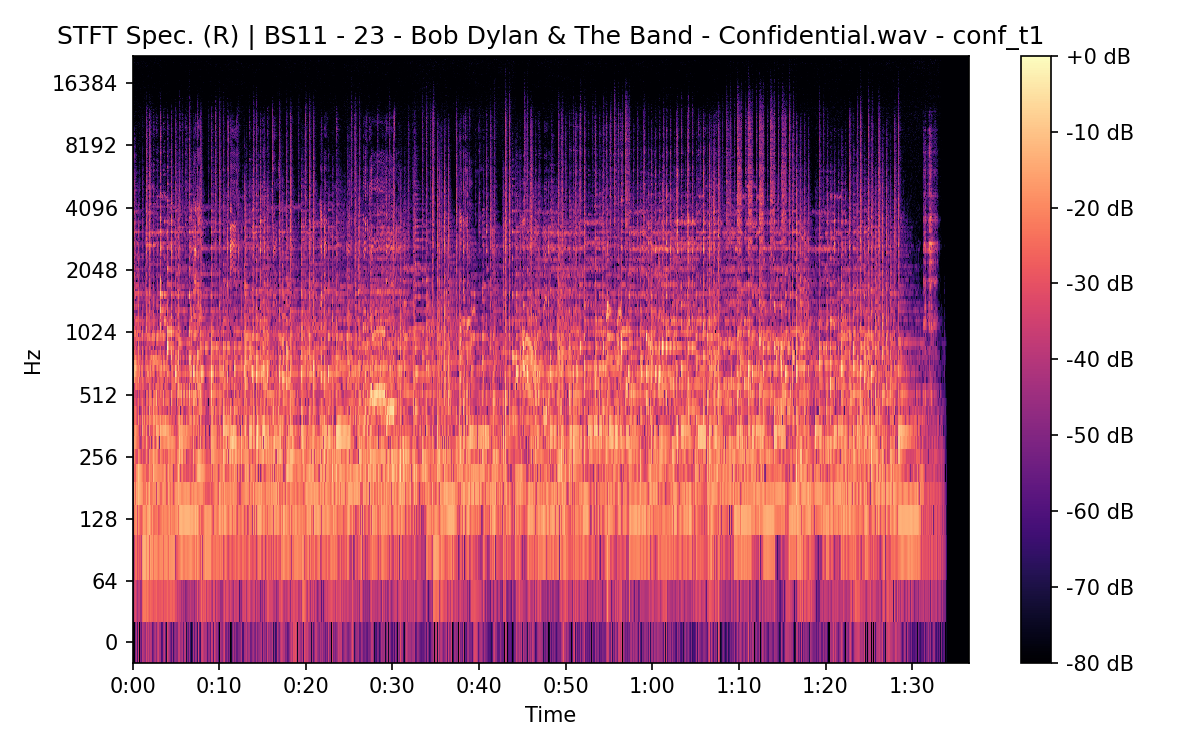 STFT Spec. (R) | BS11 - 23 - Bob Dylan & The Band - Confidential.wav - conf_t1
Hz
16384
8192
4096
2048
1024
512
256
128
64
0
0:00 0:10 0:20 0:30 0:40 0:50 1:00 1:10 1:20 1:30
Time
+0 dB
-10 dB
-20 dB
-30 dB
-40 dB
-50 dB
-60 dB
-70 dB
-80 dB